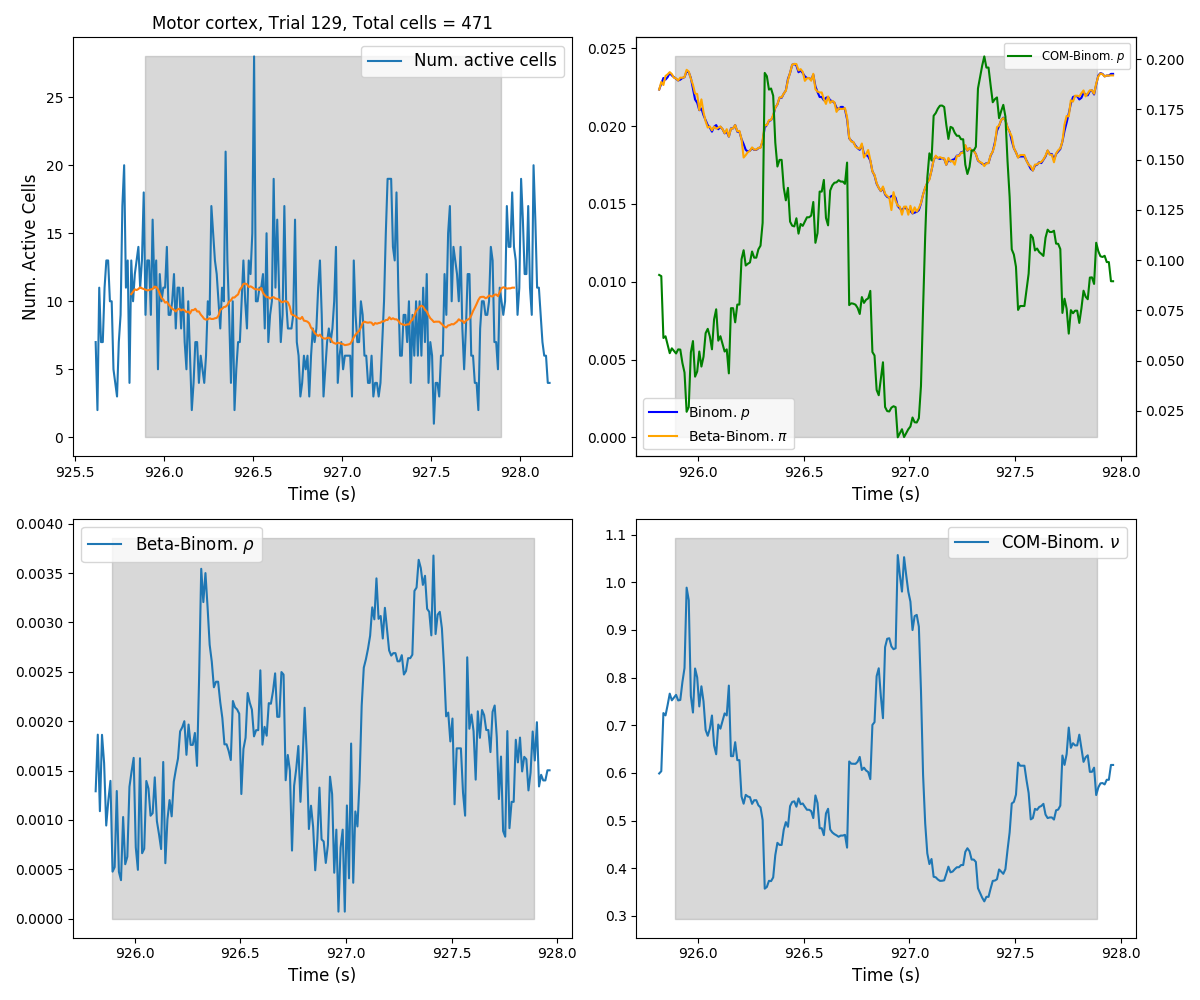 Motor cortex, Trial 129, Total cells = 471
Num. active cells
Num. Active Cells
25
20
15
10
5
0
925.5 926.0 926.5 927.0 927.5 928.0
Time (s)
COM-Binom. p
0.025
0.020
0.015
0.010
0.005
0.000
0.200
0.175
0.150
0.125
0.100
0.075
0.050
0.025
Binom. p
Beta-Binom. π
926.0 926.5 927.0 927.5 928.0
Time (s)
Beta-Binom. ρ
0.0040
0.0035
0.0030
0.0025
0.0020
0.0015
0.0010
0.0005
0.0000
926.0 926.5 927.0 927.5 928.0
Time (s)
COM-Binom. ν
1.1
1.0
0.9
0.8
0.7
0.6
0.5
0.4
0.3
926.0 926.5 927.0 927.5 928.0
Time (s)